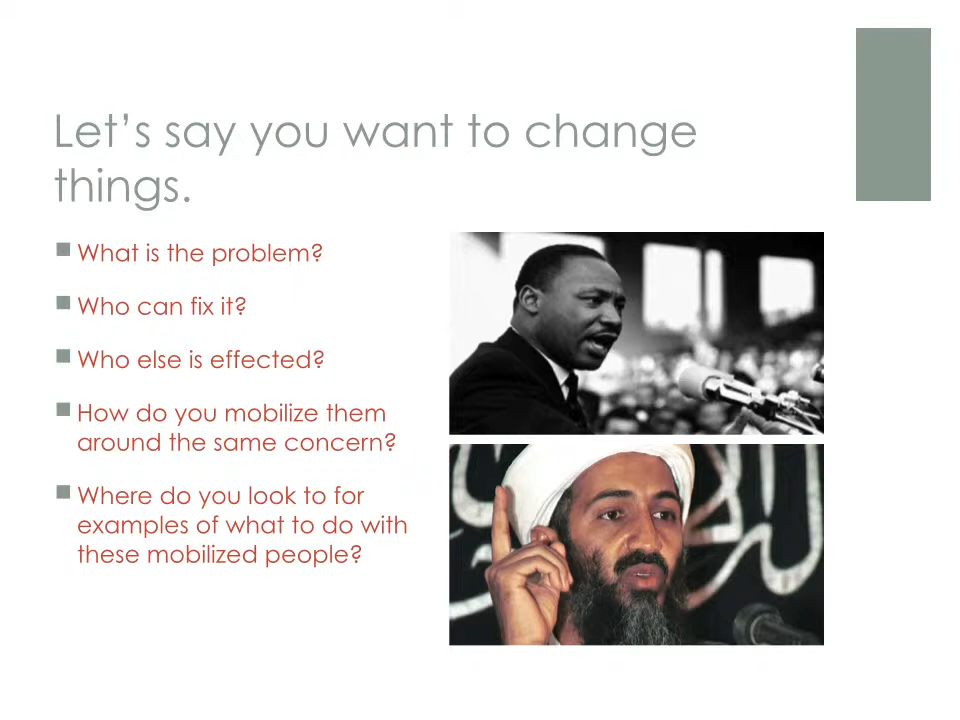 Let’s say you want to change
things.
What is the problem?
Who can fix it?
Who else is effected?
How do you mobilize them
around the same concern?
Where do you look to for
examples of what to do with
these mobilized people?